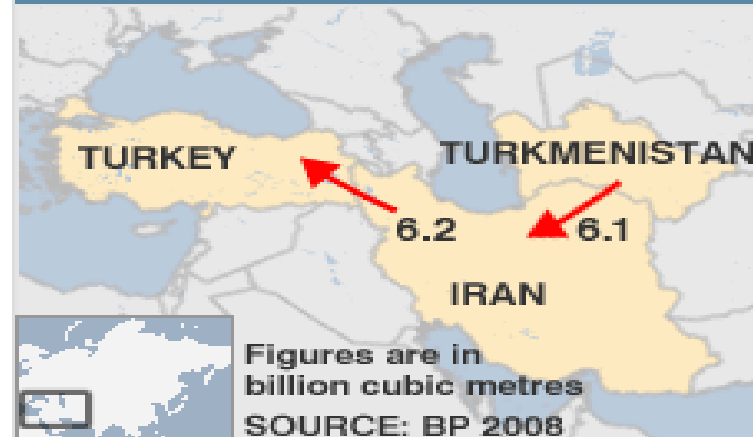 TURKEY
TURKMENISTAN
6.2
6.1
IRAN
Figures are in
billion cubic metres
SOURCE: BP 2008